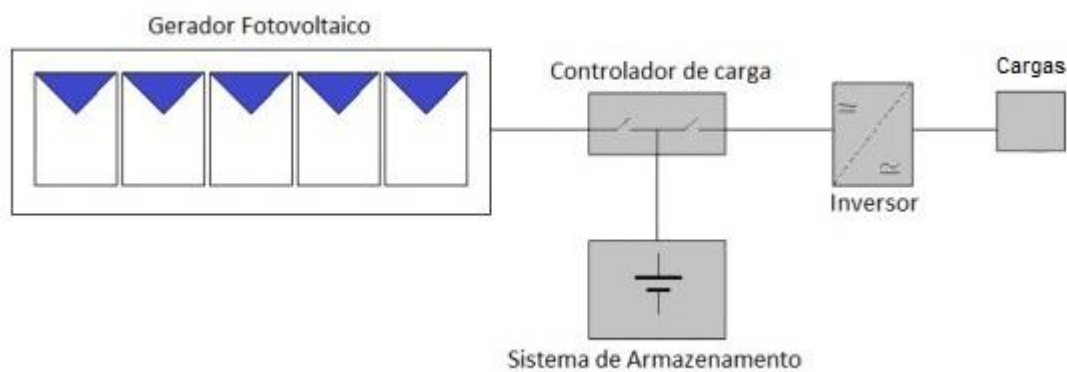 Gerador Fotovoltaico
Controlador de carga
Cargas
Inversor
Sistema de Armazenamento